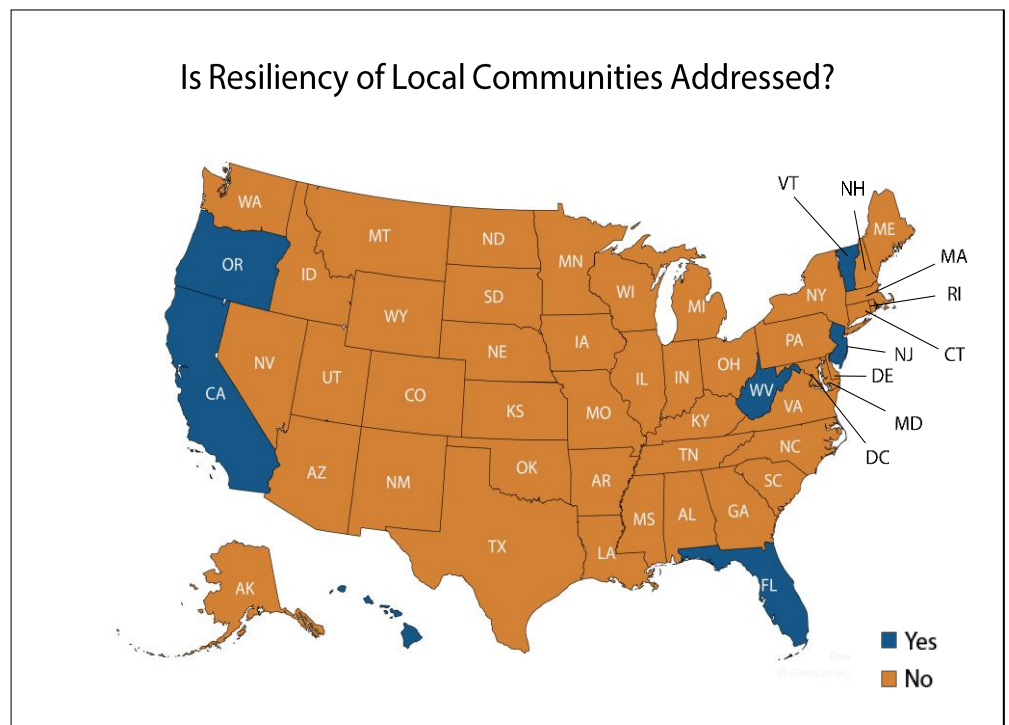 Is Resiliency of Local Communities Addressed?
VT
NH
WA
ME
MT
ND
MN
OR
MA
ID
WI
SD
MI
NY
RI
WY
IA
PA
NE
NJ
CT
NV
OH
UT
IL
IN
DE
CO
WV
CA
VA
KS
MO
KY
MD
NC
TN
DC
AZ
OK
NM
AR
SC
MS
AL
GA
TX
LA
AK
FL
Yes
Pow
© GeoNames,
No